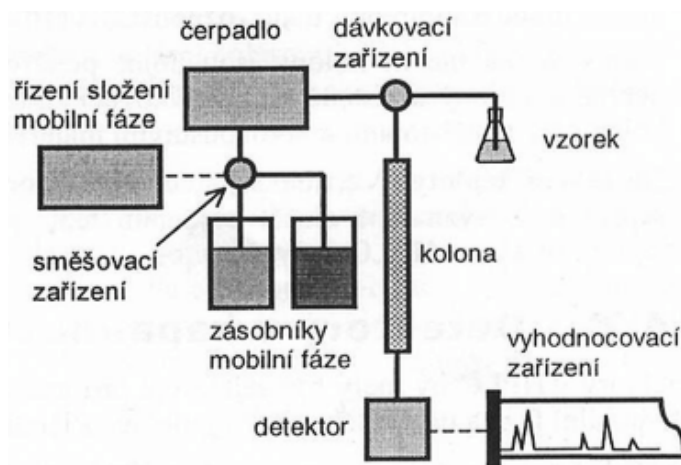 čerpadlo
dávkovací
zařízení
řízení složení
mobilní fáze
vzorek
směšovací
zařízení
kolona
zásobníky
mobilní fáze
vyhodnocovací
zařízení
detektor